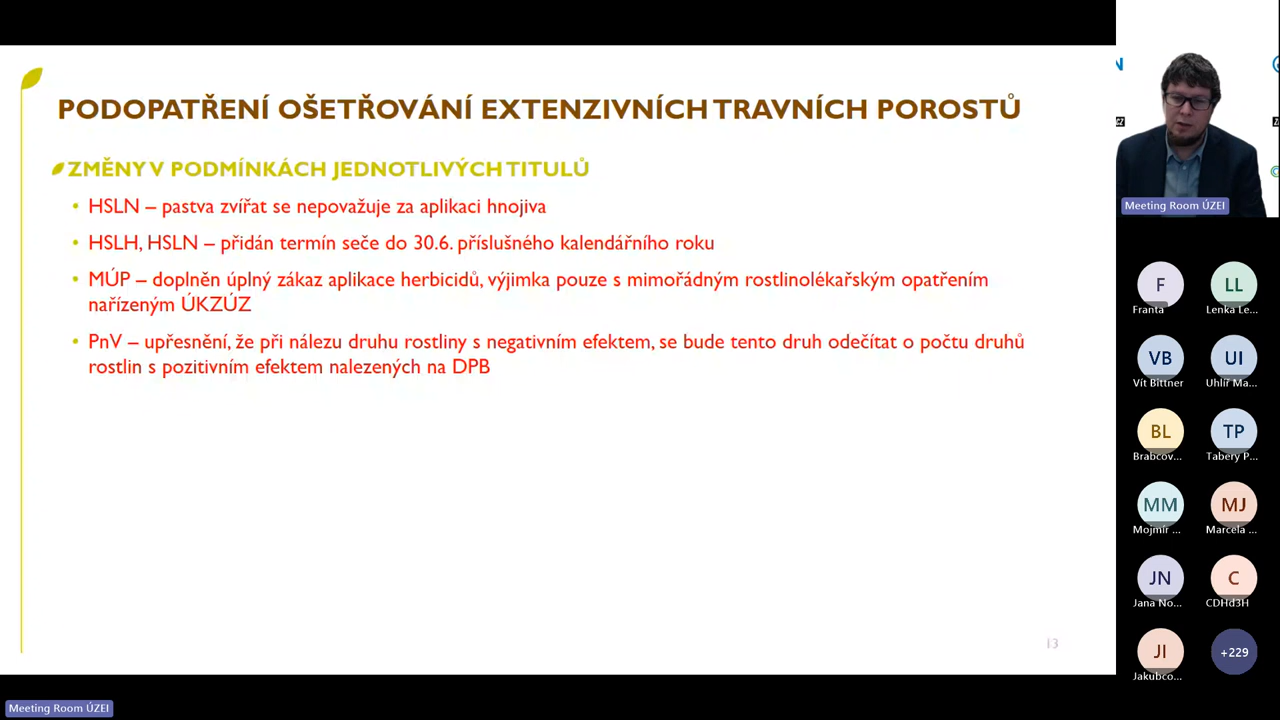 PODOPATŘENÍ OŠETŘOVÁNÍ EXTENZIVNÍCH TRAVNÍCH POROSTŮ
ZMĚNY V PODMÍNKÁCH JEDNOTLIVÝCH TITULŮ
• HSLN – pastva zvířat se nepovažuje za aplikaci hnojiva
• HSLH, HSLN – přidán termín seče do 30.6. příslušného kalendářního roku
• MÚP – doplněn úplný zákaz aplikace herbicidů, výjimka pouze s mimořádným rostlinolékařským opatřením
nařízeným ÚKZÚZ
• PnV – upřesnění, že při nálezu druhu rostliny s negativním efektem, se bude tento druh odečítat o počtu druhů
rostlin s pozitivním efektem nalezených na DPB
13
Meeting Room ÚZEI
Meeting Room ÚZEI
F
Franta
LL
Lenka Le...
VB
Vít Bittner
UI
Uhlíř Ma...
BL
Brabcov...
TP
Tabery P...
MM
Mojmír ...
MJ
Marcela ...
JN
Jana No...
C
CDHd3H
JI
Jakubco...
+229